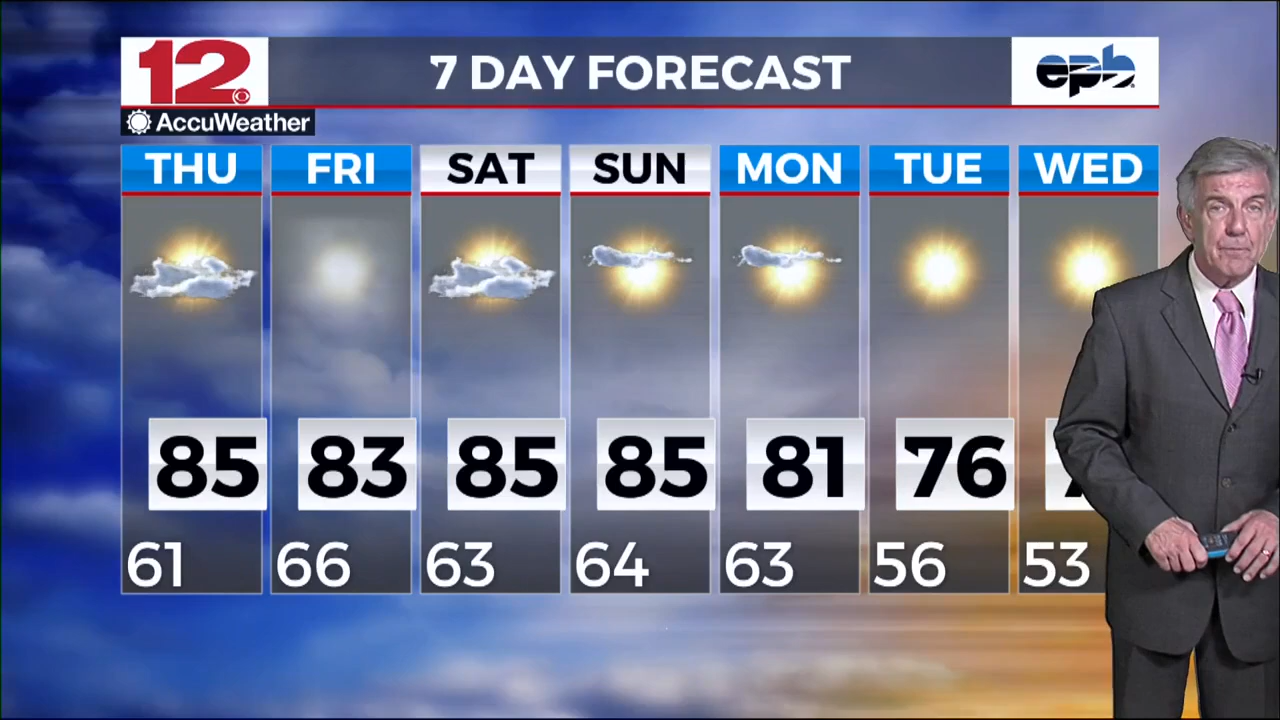 12
7 DAY FORECAST
epb
AccuWeather
THU FRI SAT SUN MON TUE WED
85 83 85 85 81 76
61 66 63 64 63 56 53